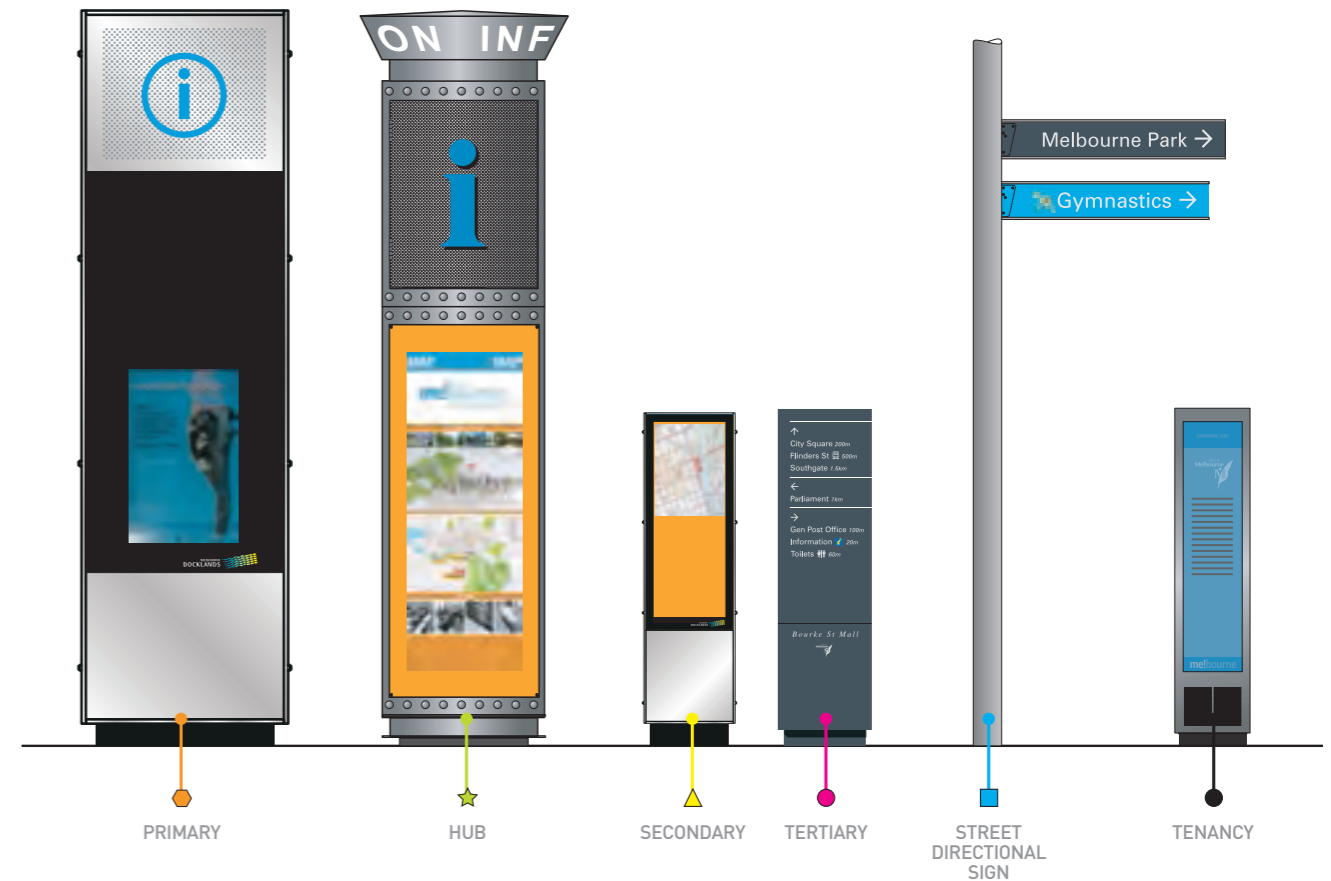 ON INF
Melbourne Park →
Gymnastics →
DOCKLANDS
↑
City Square 200m
Flinders St 500m
Southgate 1.5km
←
Parliament 1km
→
Gen Post Office 100m
Information 20m
Toilets 60m
Bourke St Mall
Melbourne
melbourne
PRIMARY
HUB
SECONDARY
TERTIARY
STREET
DIRECTIONAL
SIGN
TENANCY